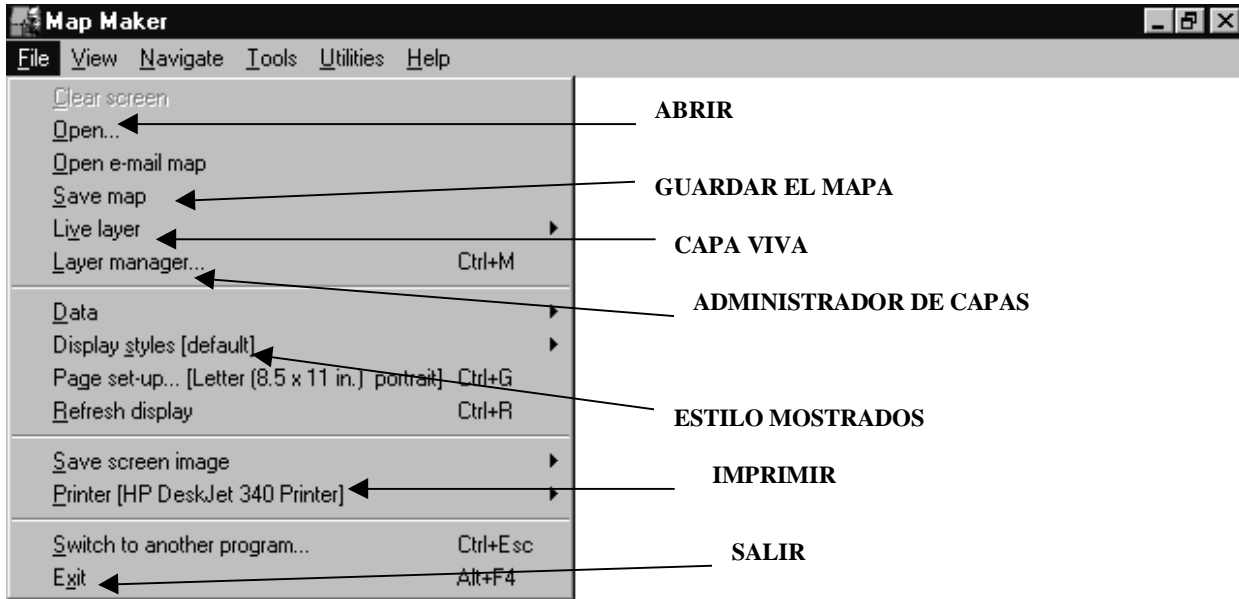 Map Maker
File View Navigate Tools Utilities Help
Clear screen
Open...
ABRIR
Open e-mail map
Save map
GUARDAR EL MAPA
Live layer
CAPA VIVA
Layer manager... Ctrl+M
ADMINISTRADOR DE CAPAS
Data
Display styles [default]
Page set-up... [Letter (8.5 x 11 in.) portrait] Ctrl+G
Refresh display Ctrl+R
ESTILO MOSTRADOS
Save screen image
IMPRIMIR
Printer [HP DeskJet 340 Printer]
Switch to another program... Ctrl+Esc
SALIR
Exit Alt+F4